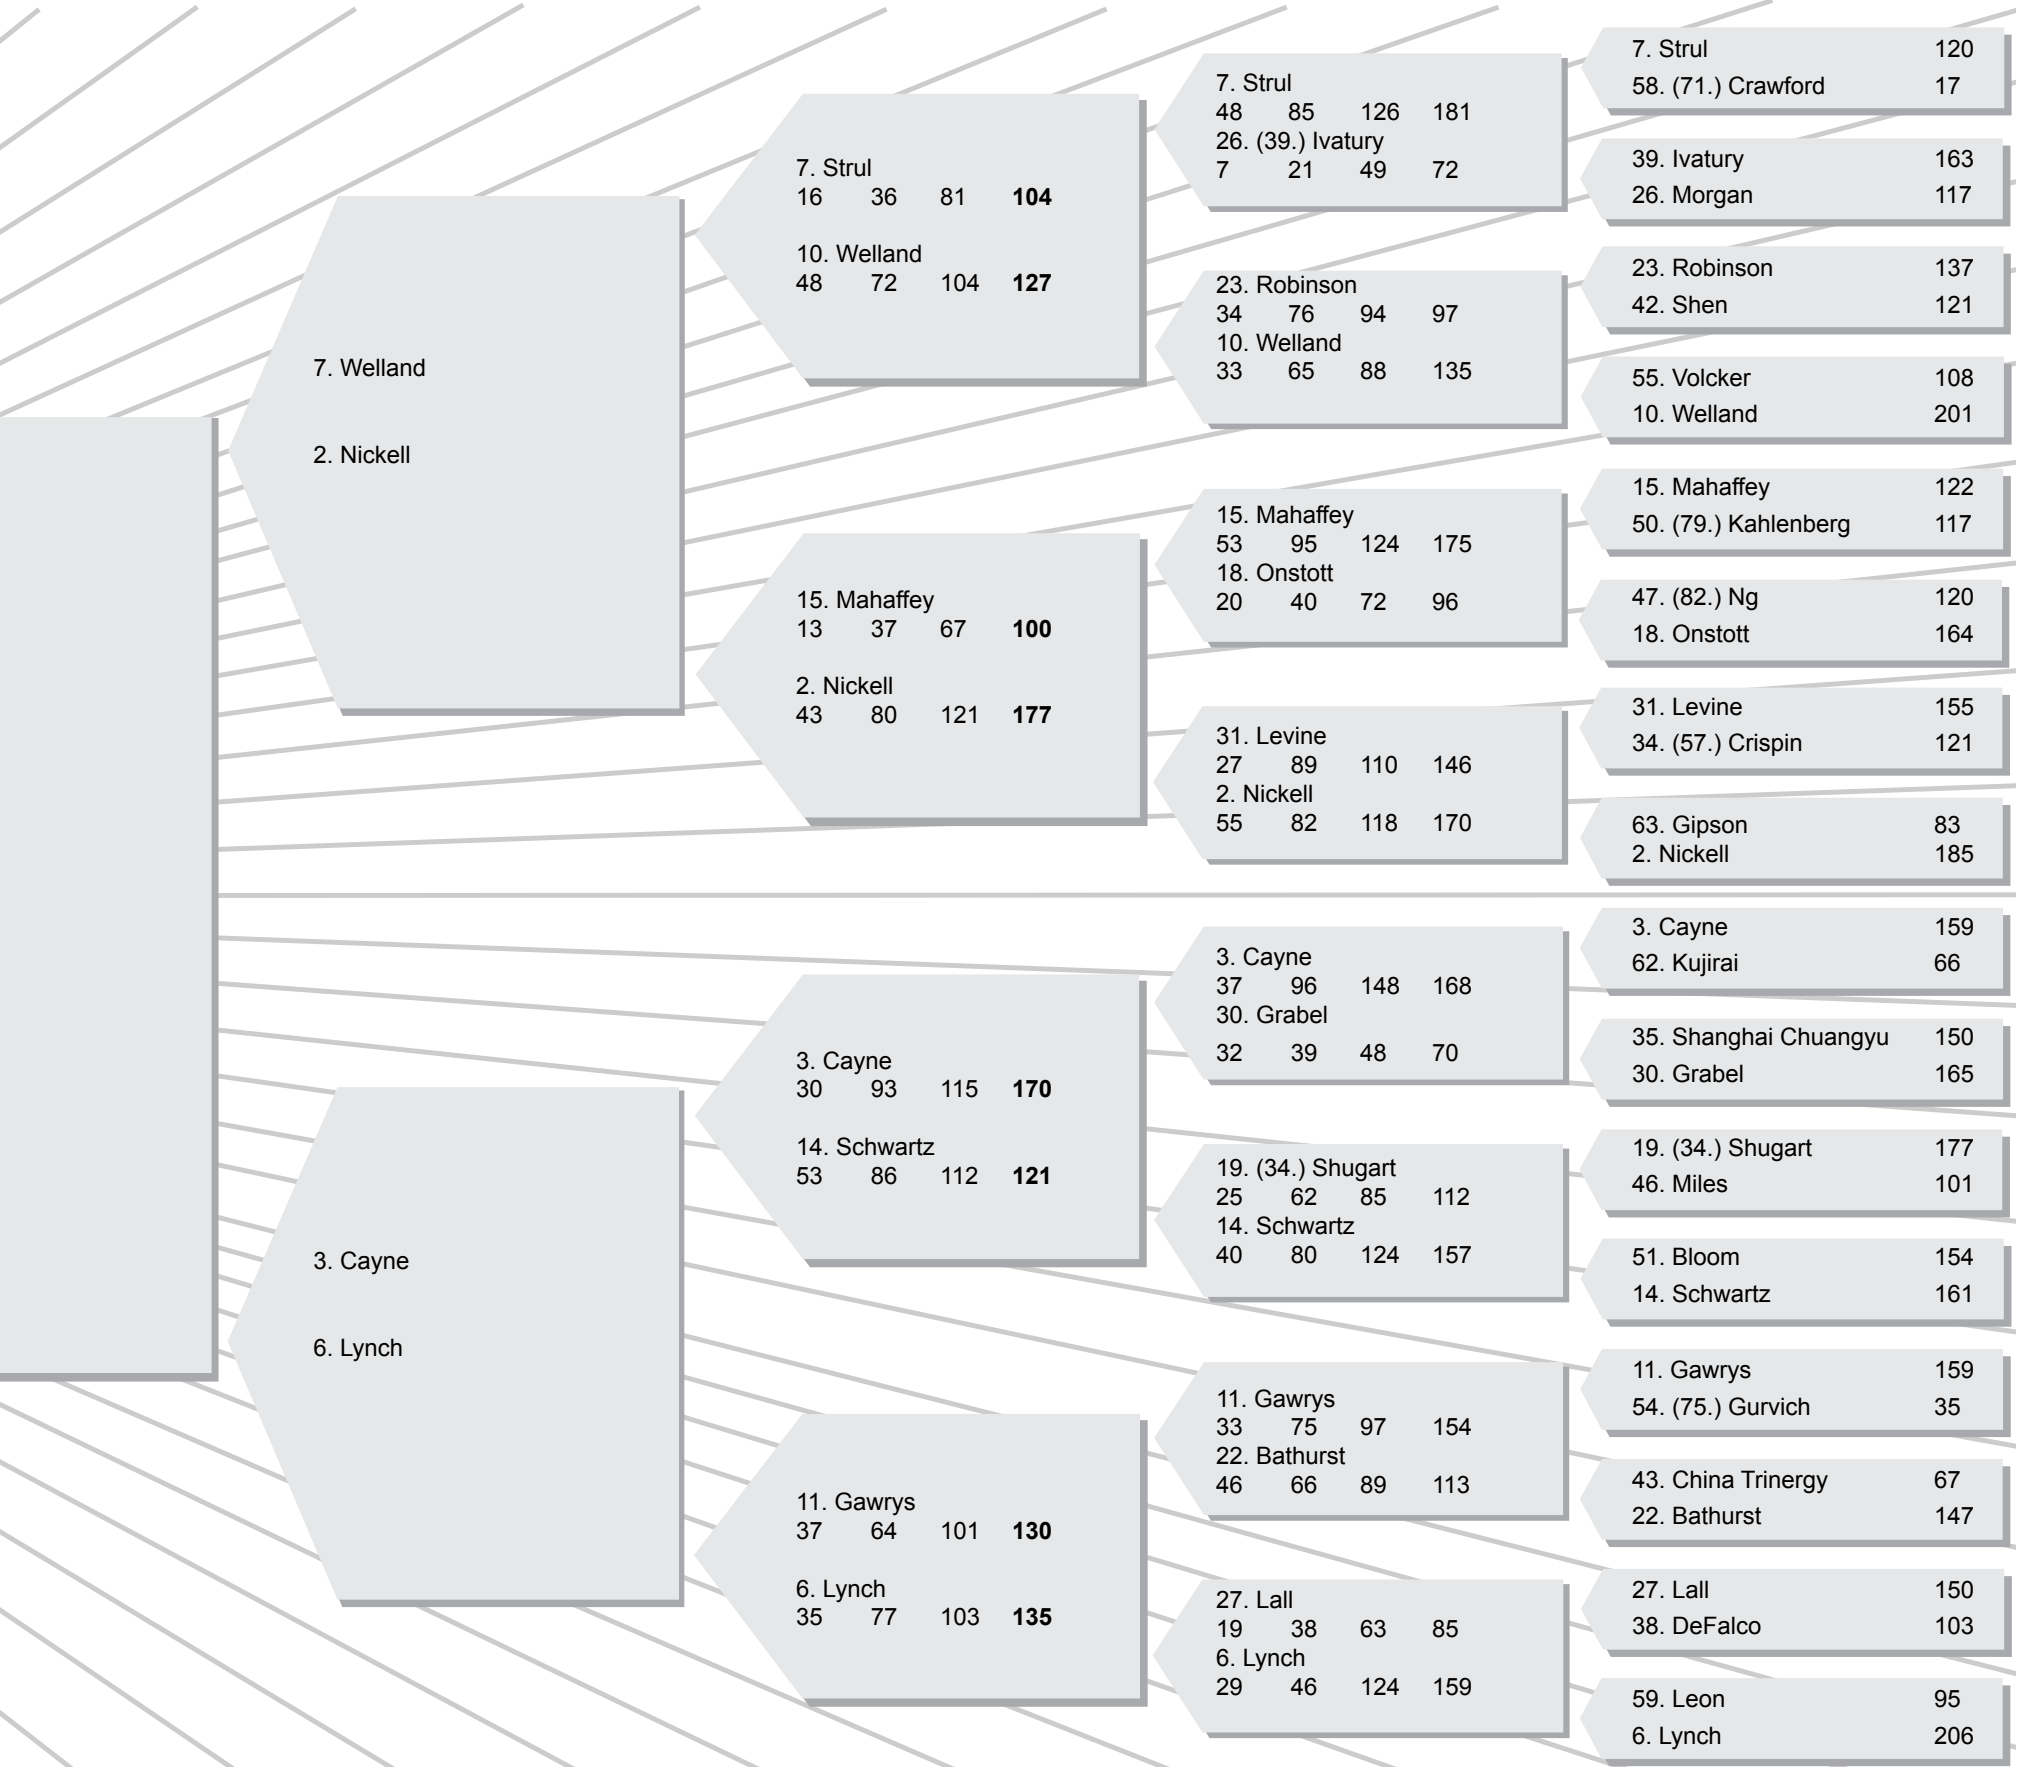 7. Welland
2. Nickell
3. Cayne
6. Lynch
7. Strul
16 36 81 104
10. Welland
48 72 104 127
15. Mahaffey
13 37 67 100
2. Nickell
43 80 121 177
3. Cayne
30 93 115 170
14. Schwartz
53 86 112 121
11. Gawrys
37 64 101 130
6. Lynch
35 77 103 135
7. Strul
48 85 126 181
26. (39.) Ivatury
7 21 49 72
23. Robinson
34 76 94 97
10. Welland
33 65 88 135
15. Mahaffey
53 95 124 175
18. Onstott
20 40 72 96
31. Levine
27 89 110 146
2. Nickell
55 82 118 170
3. Cayne
37 96 148 168
30. Grabel
32 39 48 70
19. (34.) Shugart
25 62 85 112
14. Schwartz
40 80 124 157
11. Gawrys
33 75 97 154
22. Bathurst
46 66 89 113
27. Lall
19 38 63 85
6. Lynch
29 46 124 159
7. Strul 120
58. (71.) Crawford 17
39. Ivatury 163
26. Morgan 117
23. Robinson 137
42. Shen 121
55. Volcker 108
10. Welland 201
15. Mahaffey 122
50. (79.) Kahlenberg 117
47. (82.) Ng 120
18. Onstott 164
31. Levine 155
34. (57.) Crispin 121
63. Gipson 83
2. Nickell 185
3. Cayne 159
62. Kujirai 66
35. Shanghai Chuangyu 150
30. Grabel 165
19. (34.) Shugart 177
46. Miles 101
51. Bloom 154
14. Schwartz 161
11. Gawrys 159
54. (75.) Gurvich 35
43. China Trinergy 67
22. Bathurst 147
27. Lall 150
38. DeFalco 103
59. Leon 95
6. Lynch 206